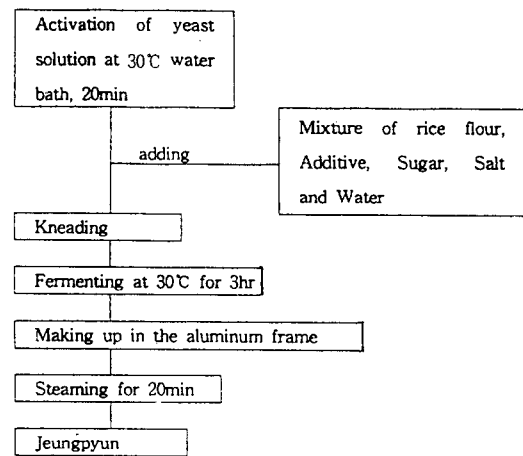 Activation of yeast
solution at 30℃ water
bath, 20min
adding
Mixture of rice flour,
Additive, Sugar, Salt
and Water
Kneading
Fermenting at 30℃ for 3hr
Making up in the aluminum frame
Steaming for 20min
Jeungpyun